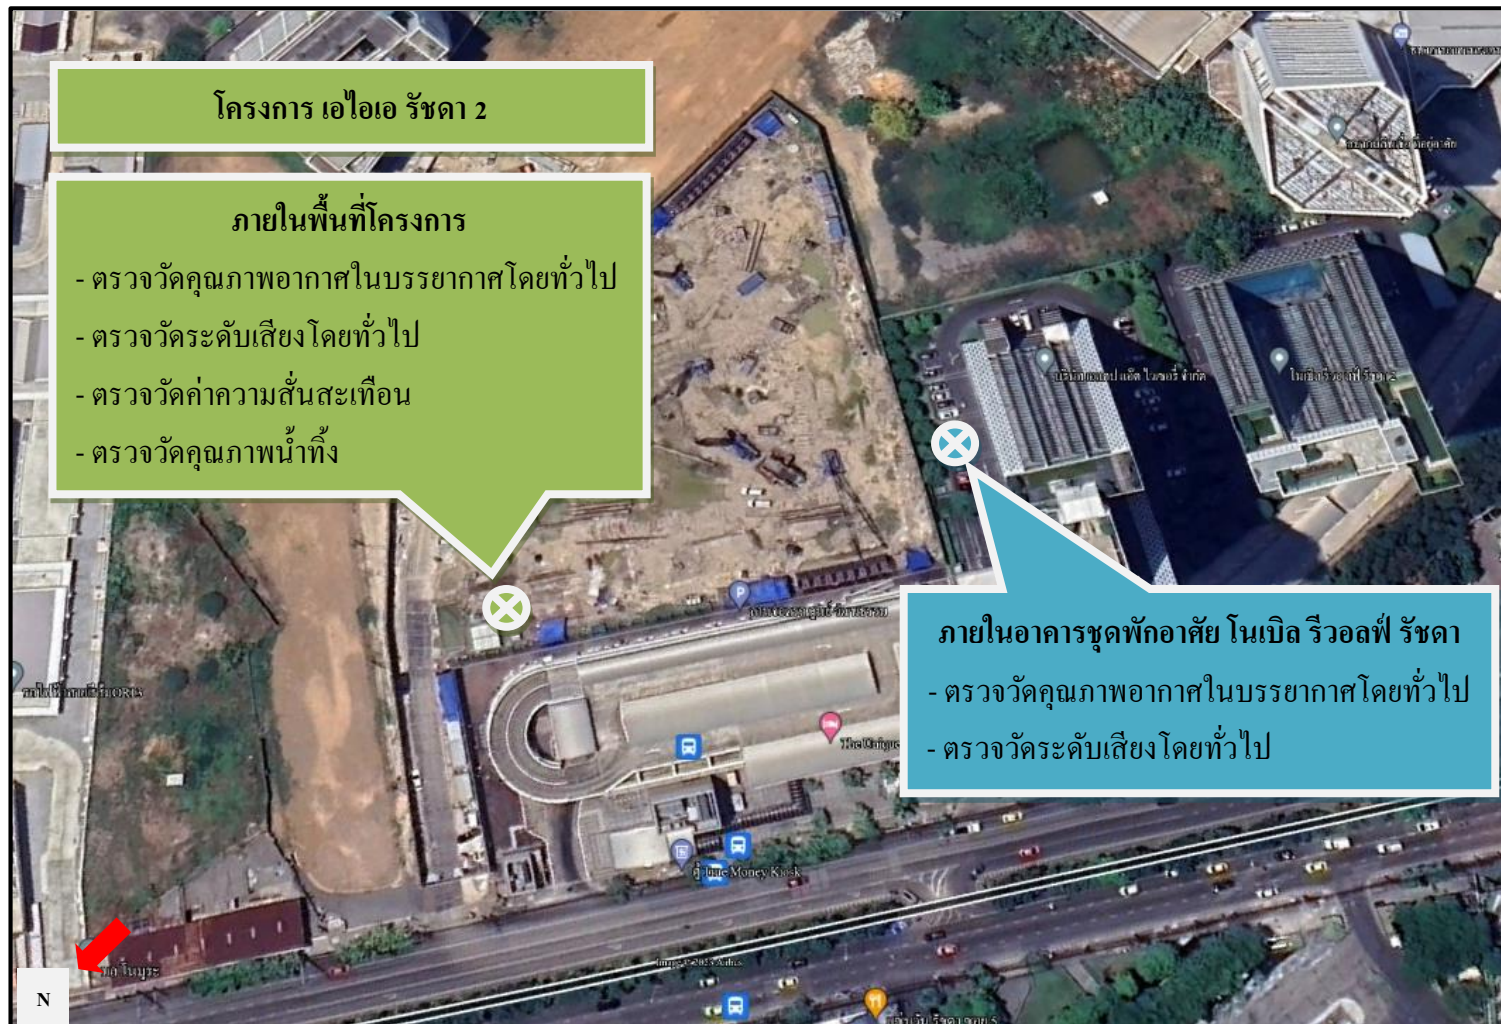 โครงการ เอไอเอ รัชดา 2
ภายในพื้นที่โครงการ
- ตรวจวัดคุณภาพอากาศในบรรยากาศโดยทั่วไป
- ตรวจวัดระดับเสียงโดยทั่วไป
- ตรวจวัดค่าความสั่นสะเทือน
- ตรวจวัดคุณภาพน้ำทิ้ง
P
ภายในอาคารชุดพักอาศัย โนเบิล รีวอลฟ์ รัชดา
- ตรวจวัดคุณภาพอากาศในบรรยากาศโดยทั่วไป
- ตรวจวัดระดับเสียงโดยทั่วไป
The Unique
ตู้ True Money Kiosk
Image © 2023 Airbus
N